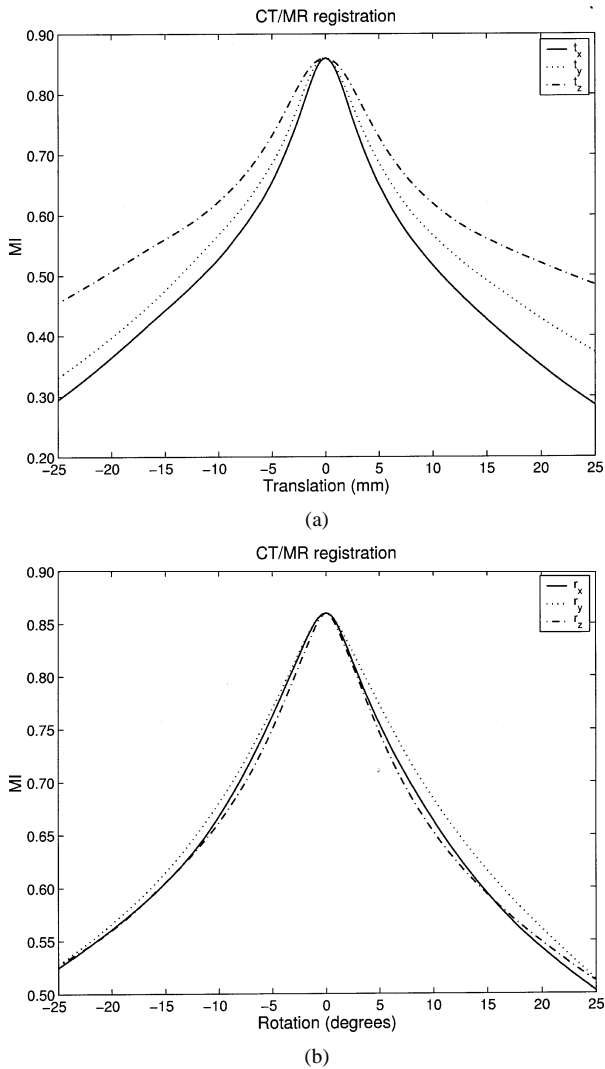 CT/MR registration
0.90
0.80
0.70
0.60
0.50
0.40
0.30
0.20
MI
t_x
t_y
t_z
−25 −20 −15 −10 −5 0 5 10 15 20 25
Translation (mm)
(a)
CT/MR registration
0.90
0.85
0.80
0.75
0.70
0.65
0.60
0.55
0.50
MI
r_x
r_y
r_z
−25 −20 −15 −10 −5 0 5 10 15 20 25
Rotation (degrees)
(b)